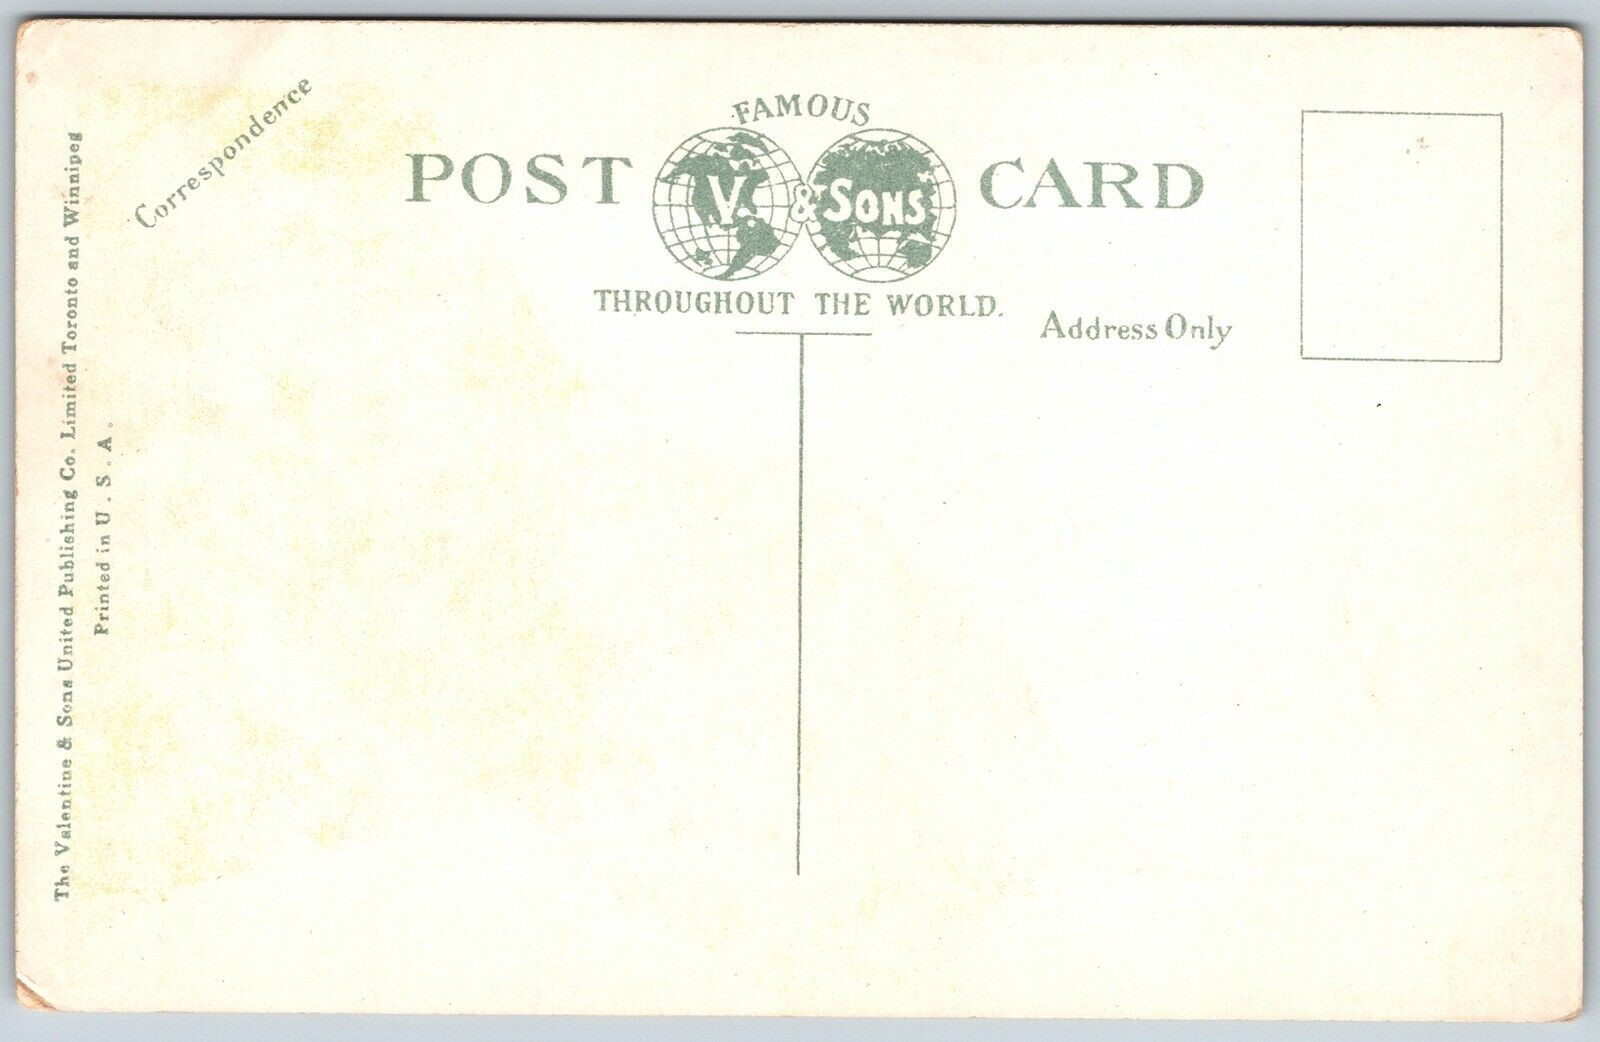 FAMOUS
POST V. & SONS CARD
THROUGHOUT THE WORLD.
Correspondence
Address Only
The Valentine & Sons United Publishing Co. Limited Toronto and Winnipeg
Printed in U.S.A.